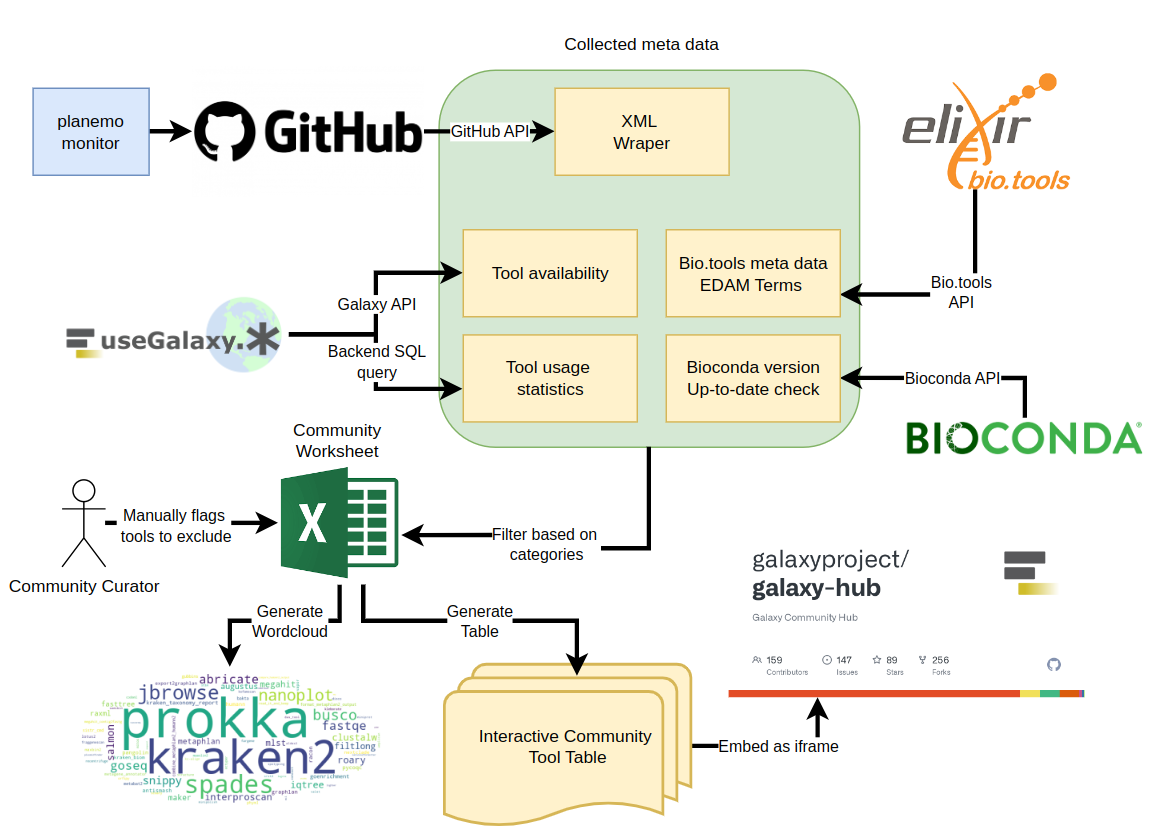 Collected meta data
planemo
monitor
GitHub
GitHub API
XML
Wraper
elixir
bio.tools
Tool availability
Bio.tools meta data
EDAM Terms
Bio.tools
API
Galaxy API
useGalaxy.*
Backend SQL
query
Tool usage
statistics
Bioconda version
Up-to-date check
Bioconda API
BIOCONDA
Community
Worksheet
X
Manually flags
tools to exclude
Community Curator
Filter based on
categories
galaxyproject/
galaxy-hub
Galaxy Community Hub
159
Contributors
147
Issues
89
Stars
256
Forks
Generate
Wordcloud
Generate
Table
abricate
jbrowse
augustus
megahit
nanoplot
fasttree
kraken_taxonomy_report
raxml
prokka
busco
fastqe
salmon
metaphlan
mlst
clustalw
filtlong
kraken2
roary
goseq
snippy
spades
iqtree
goenrichment
maker
interproscan
graphlan
Interactive Community
Tool Table
Embed as iframe